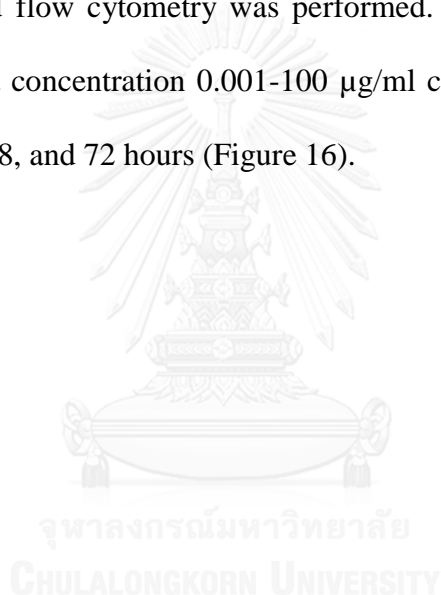 d flow cytometry was performed.
concentration 0.001-100 µg/ml c
8, and 72 hours (Figure 16).
จุฬาลงกรณ์มหาวิทยาลัย
CHULALONGKORN UNIVERSITY